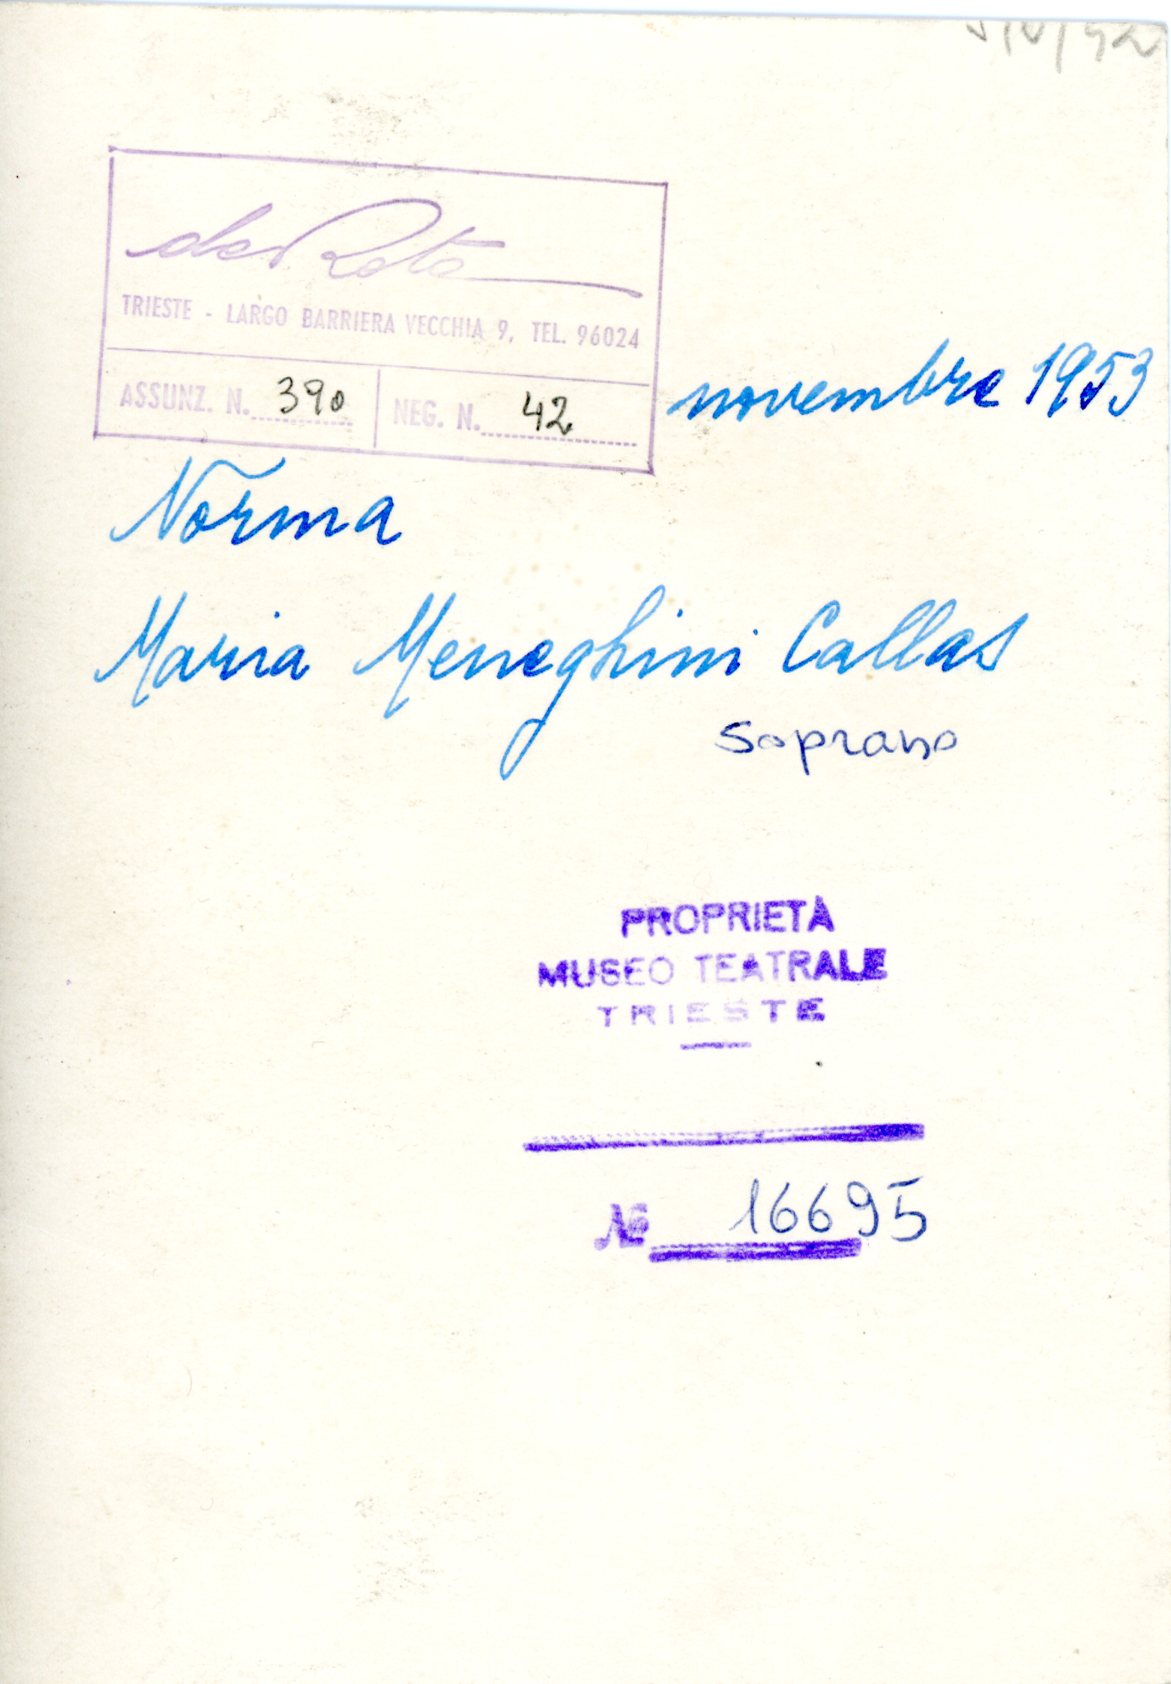 de Rota
TRIESTE - LARGO BARRIERA VECCHIA 9, TEL. 96024
ASSUNZ. N. 390 NEG. N. 42
novembre 1953
Norma
Maria Meneghini Callas
soprano
PROPRIETÀ
MUSEO TEATRALE
TRIESTE
№ 16695